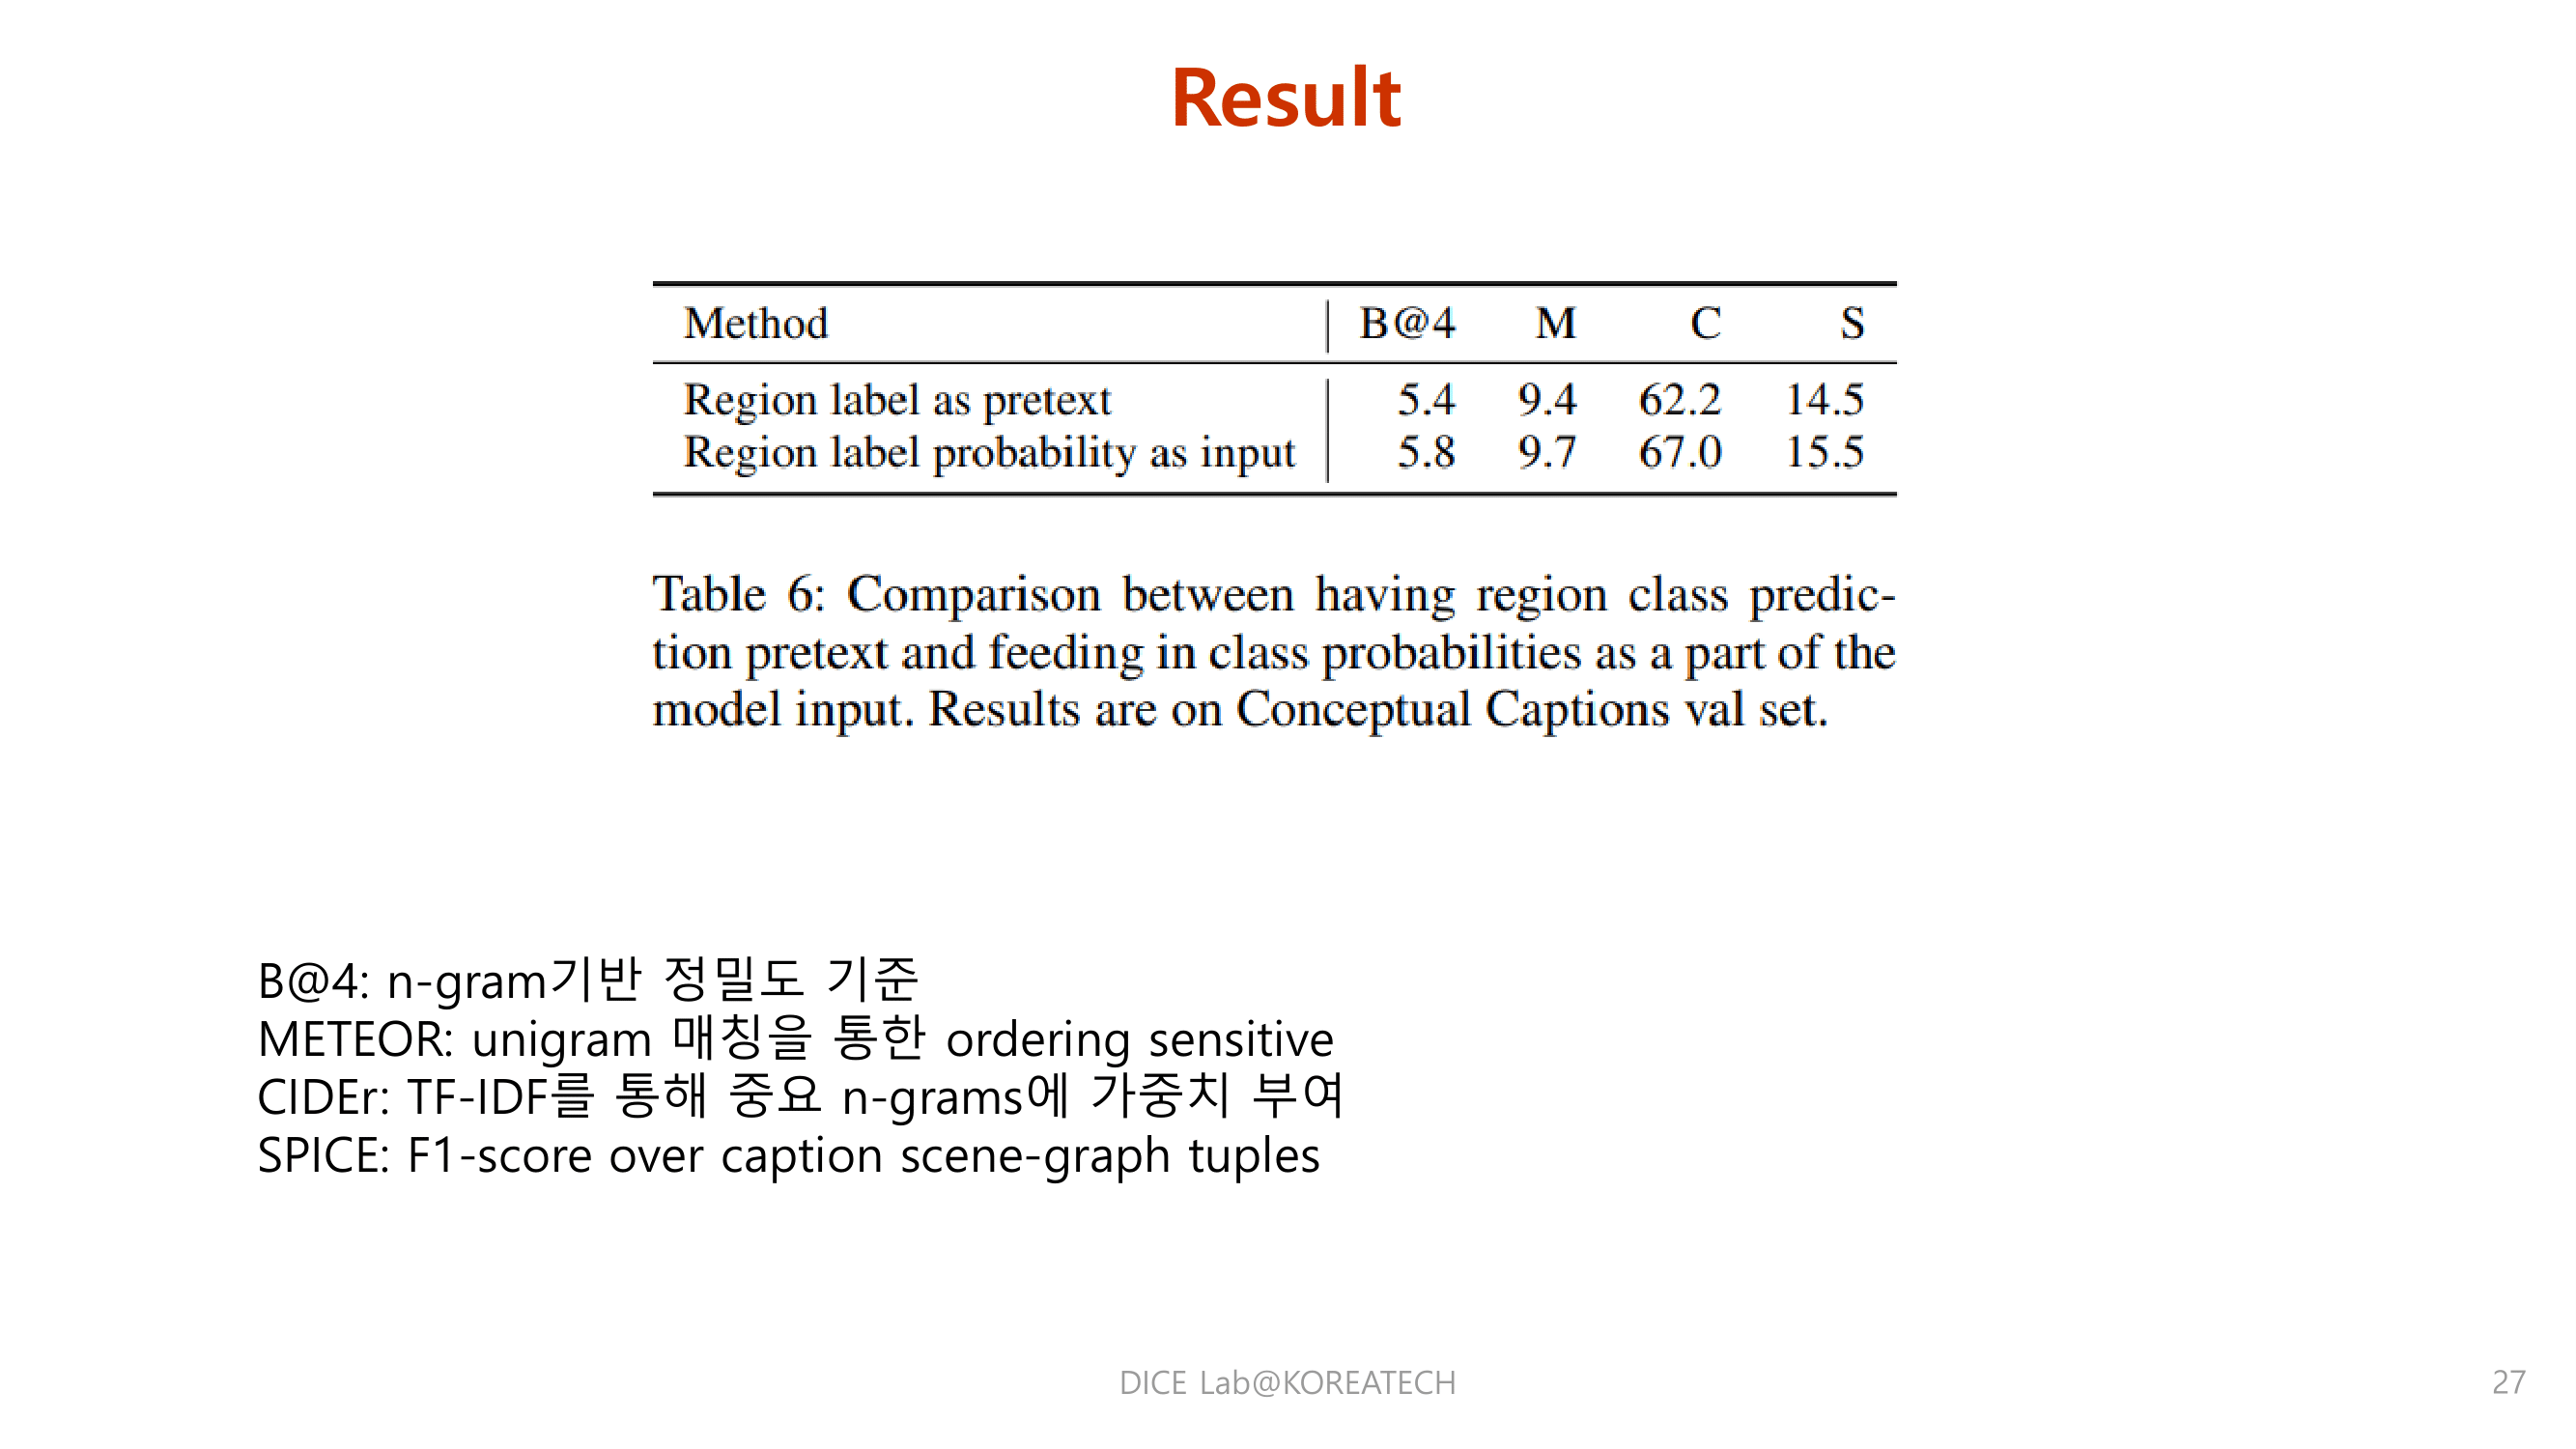 Result
Method B@4 M C S
Region label as pretext 5.4 9.4 62.2 14.5
Region label probability as input 5.8 9.7 67.0 15.5
Table 6: Comparison between having region class predic-
tion pretext and feeding in class probabilities as a part of the
model input. Results are on Conceptual Captions val set.
B@4: n-gram기반 정밀도 기준
METEOR: unigram 매칭을 통한 ordering sensitive
CIDEr: TF-IDF를 통해 중요 n-grams에 가중치 부여
SPICE: F1-score over caption scene-graph tuples
DICE Lab@KOREATECH
27